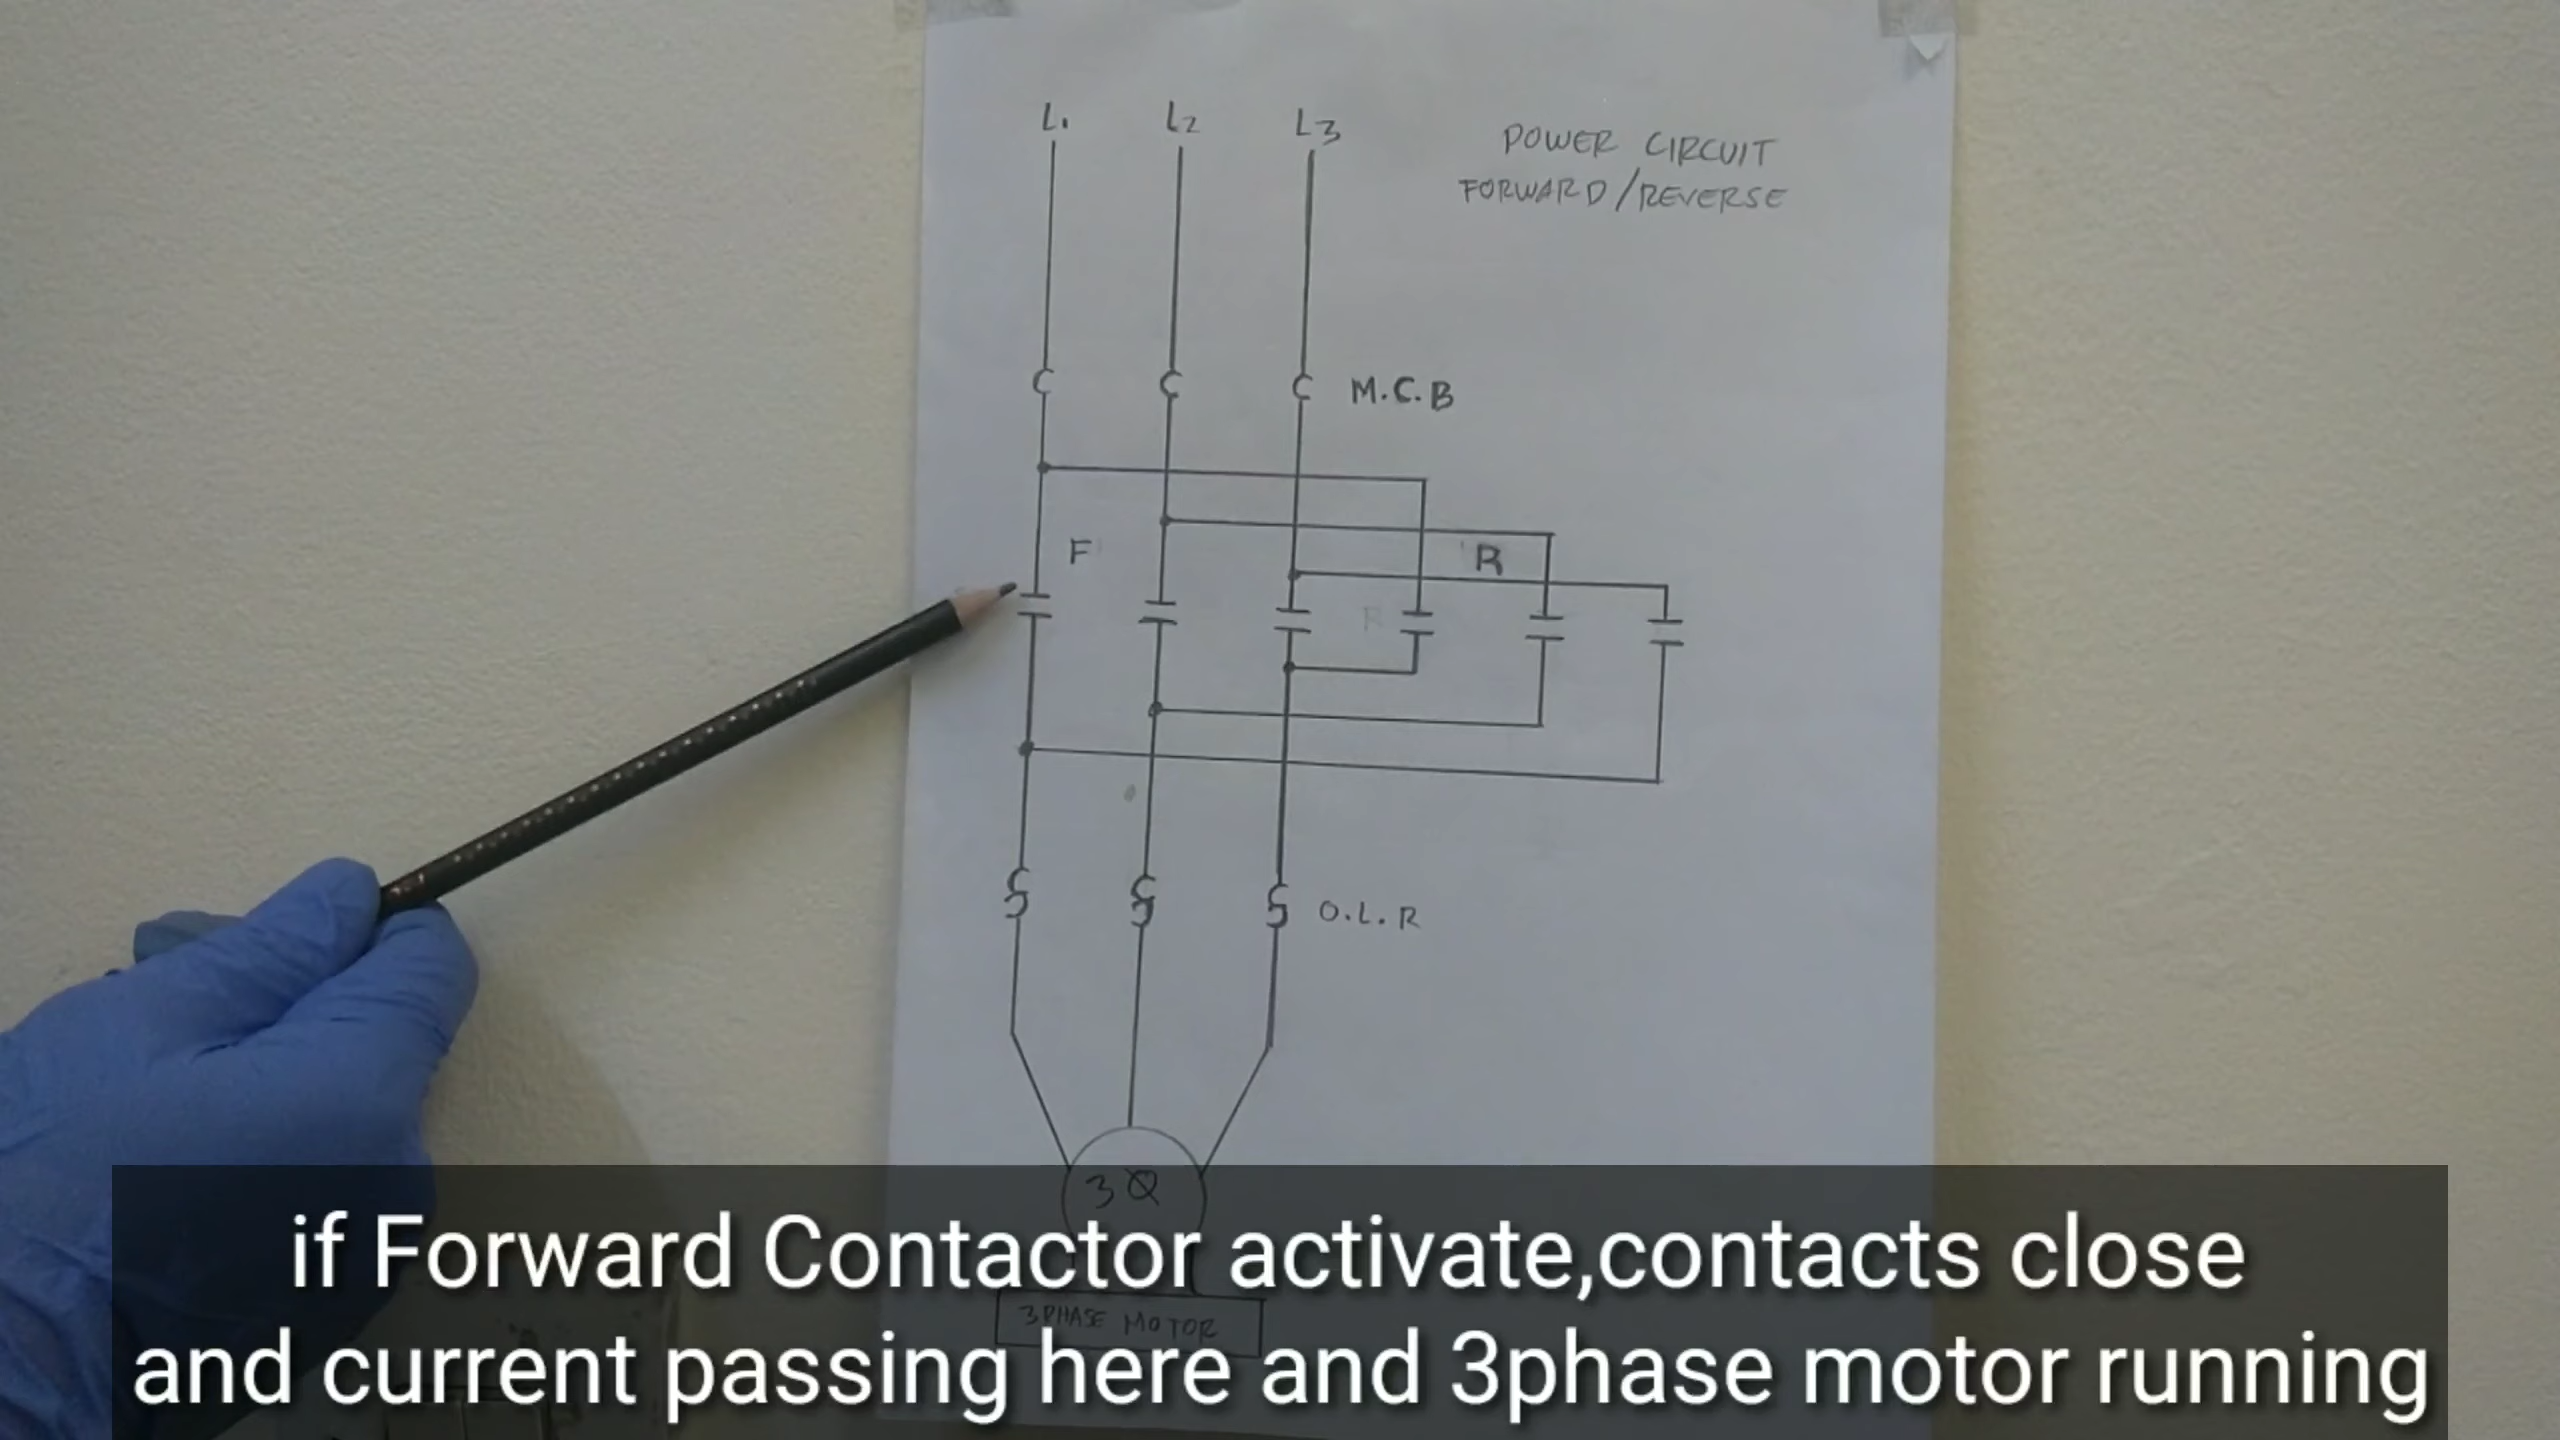 L1 L2 L3
POWER CIRCUIT
FORWARD/REVERSE
M.C.B
F
R
R
O.L.R
3Ø
3PHASE MOTOR
if Forward Contactor activate,contacts close
and current passing here and 3phase motor running